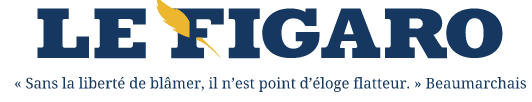 LE FIGARO
« Sans la liberté de blâmer, il n’est point d’éloge flatteur. » Beaumarchais